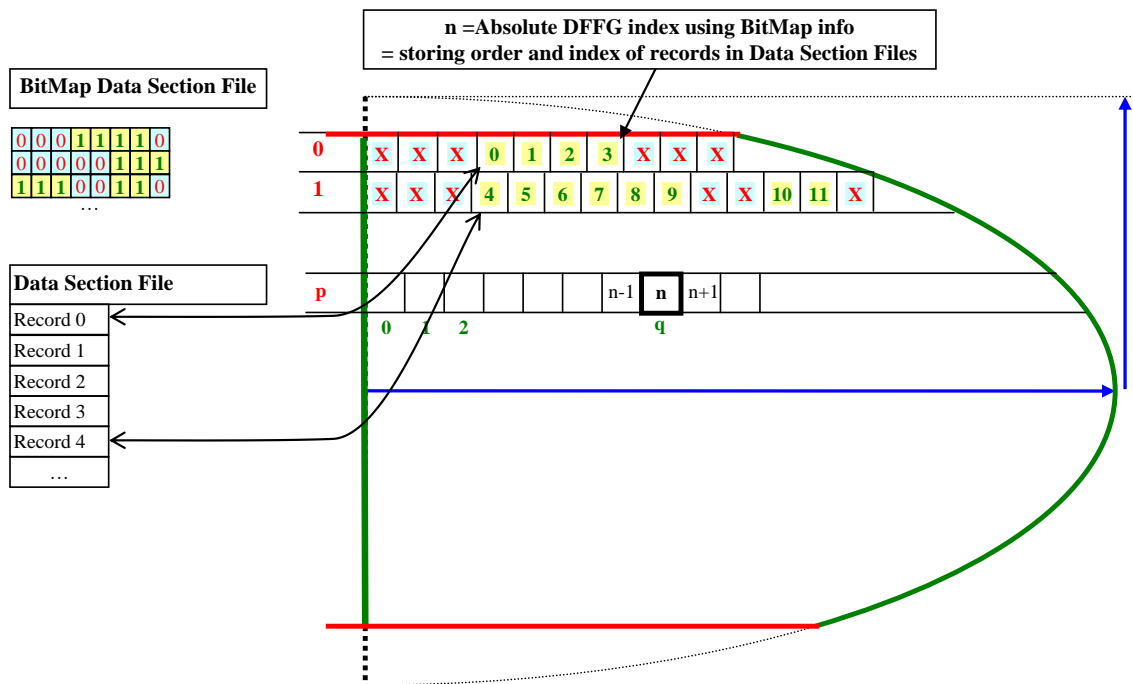 n =Absolute DFFG index using BitMap info
= storing order and index of records in Data Section Files
BitMap Data Section File
0 0 0 1 1 1 1 0
0 0 0 0 0 1 1 1
1 1 1 0 0 1 1 0
…
0 X X X 0 1 2 3 X X X
1 X X X 4 5 6 7 8 9 X X 10 11 X
Data Section File
p n-1 n n+1
0 1 2 q
Record 0
Record 1
Record 2
Record 3
Record 4
…